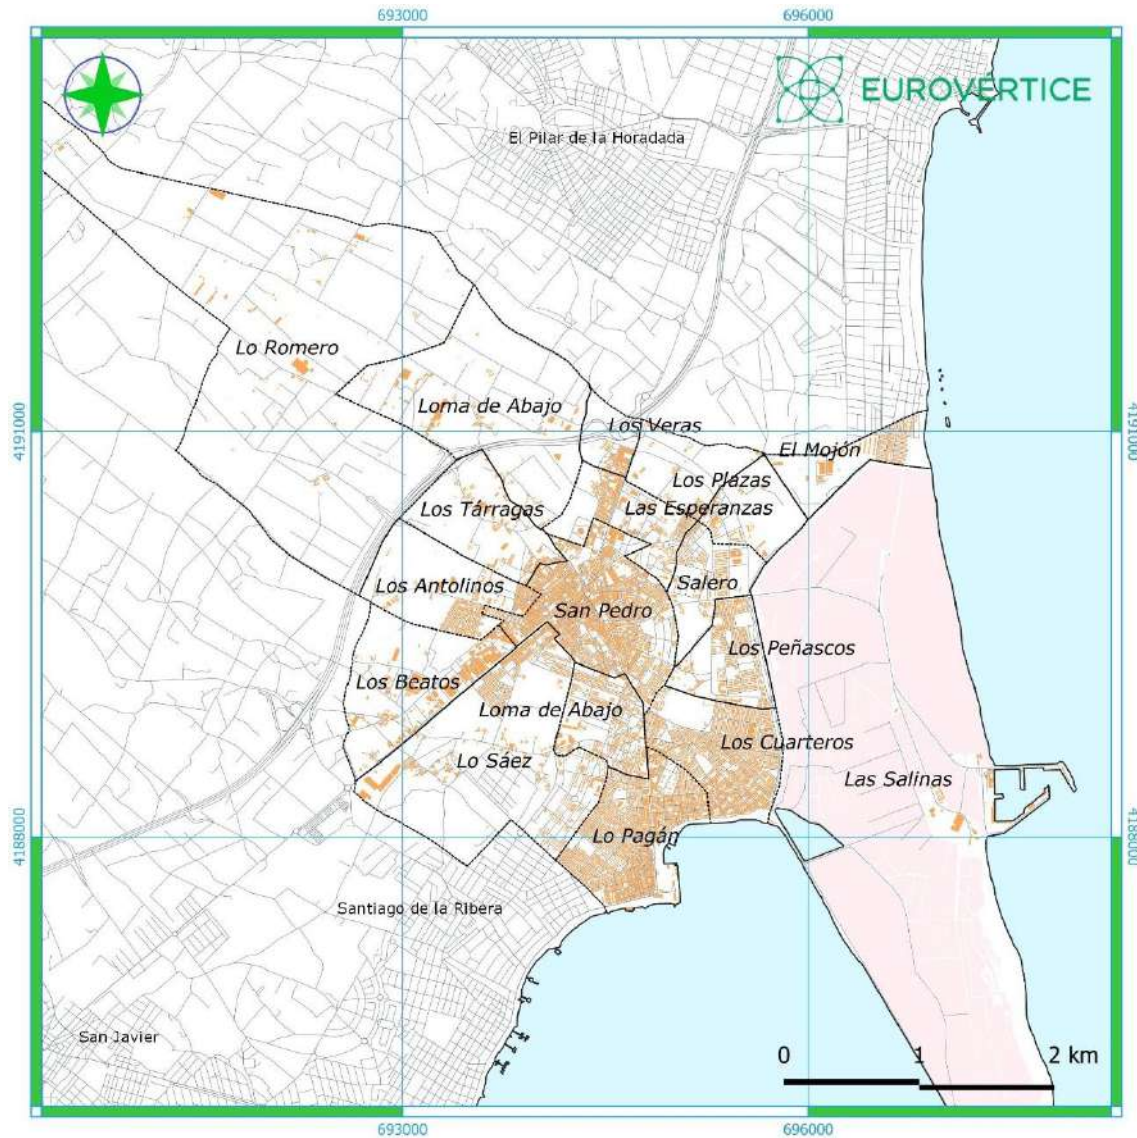 693000
696000
EUROVERTICE
El Pilar de la Horadada
Lo Romero
Loma de Abajo
4191000
4191000
Los Veras
El Mojón
Los Plazas
Los Tárragas
Las Esperanzas
Los Antolinos
Salero
San Pedro
Los Peñascos
Los Beatos
Loma de Abajo
Los Cuarteros
Lo Sáez
Las Salinas
4188000
4188000
Lo Pagán
Santiago de la Ribera
San Javier
0 1 2 km
693000
696000